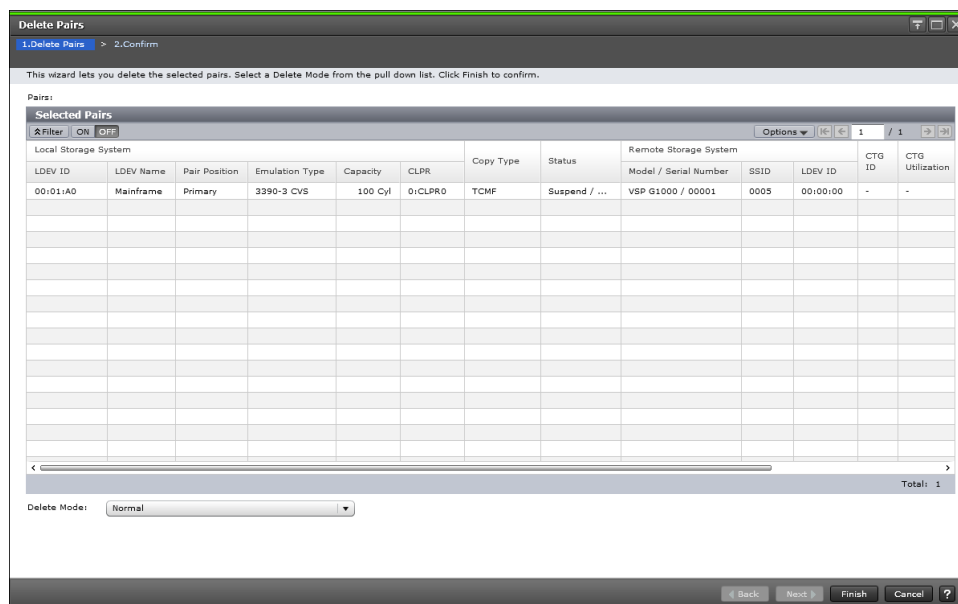 Delete Pairs
1.Delete Pairs > 2.Confirm
This wizard lets you delete the selected pairs. Select a Delete Mode from the pull down list. Click Finish to confirm.
Pairs:
Selected Pairs
Filter ON OFF Options 1 / 1
Local Storage System Copy Type Status Remote Storage System CTG ID CTG Utilization
LDEV ID LDEV Name Pair Position Emulation Type Capacity CLPR Model / Serial Number SSID LDEV ID
00:01:A0 Mainframe Primary 3390-3 CVS 100 Cyl 0:CLPR0 TCMF Suspend / ... VSP G1000 / 00001 0005 00:00:00 - -
Total: 1
Delete Mode: Normal
Back Next Finish Cancel ?